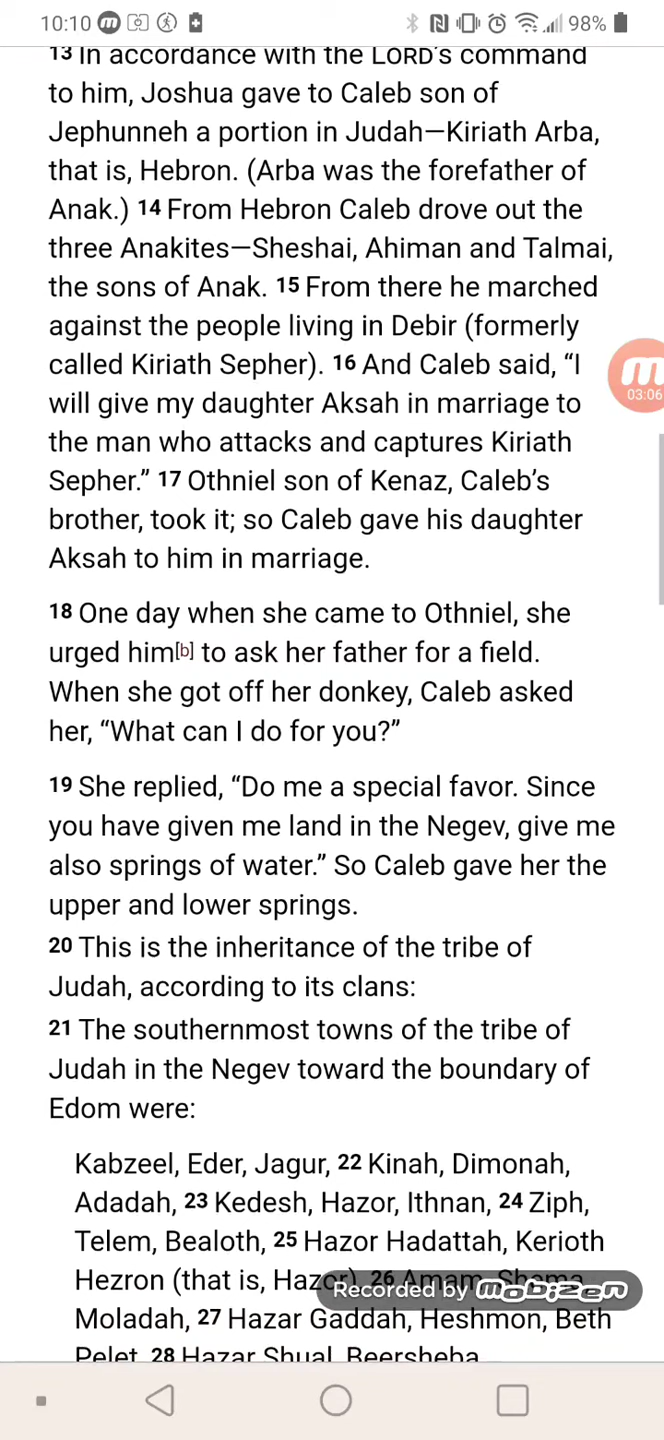 10:10
98%
13 In accordance with the LORD's command
to him, Joshua gave to Caleb son of
Jephunneh a portion in Judah—Kiriath Arba,
that is, Hebron. (Arba was the forefather of
Anak.) 14 From Hebron Caleb drove out the
three Anakites—Sheshai, Ahiman and Talmai,
the sons of Anak. 15 From there he marched
against the people living in Debir (formerly
called Kiriath Sepher). 16 And Caleb said, “I
will give my daughter Aksah in marriage to
the man who attacks and captures Kiriath
Sepher.” 17 Othniel son of Kenaz, Caleb’s
brother, took it; so Caleb gave his daughter
Aksah to him in marriage.
03:06
18 One day when she came to Othniel, she
urged him[b] to ask her father for a field.
When she got off her donkey, Caleb asked
her, “What can I do for you?”
19 She replied, “Do me a special favor. Since
you have given me land in the Negev, give me
also springs of water.” So Caleb gave her the
upper and lower springs.
20 This is the inheritance of the tribe of
Judah, according to its clans:
21 The southernmost towns of the tribe of
Judah in the Negev toward the boundary of
Edom were:
Kabzeel, Eder, Jagur, 22 Kinah, Dimonah,
Adadah, 23 Kedesh, Hazor, Ithnan, 24 Ziph,
Telem, Bealoth, 25 Hazor Hadattah, Kerioth
Hezron (that is, Hazor), 26 Amam, Shema,
Recorded by mobizen
Moladah, 27 Hazar Gaddah, Heshmon, Beth
Pelet, 28 Hazar Shual, Beersheba,